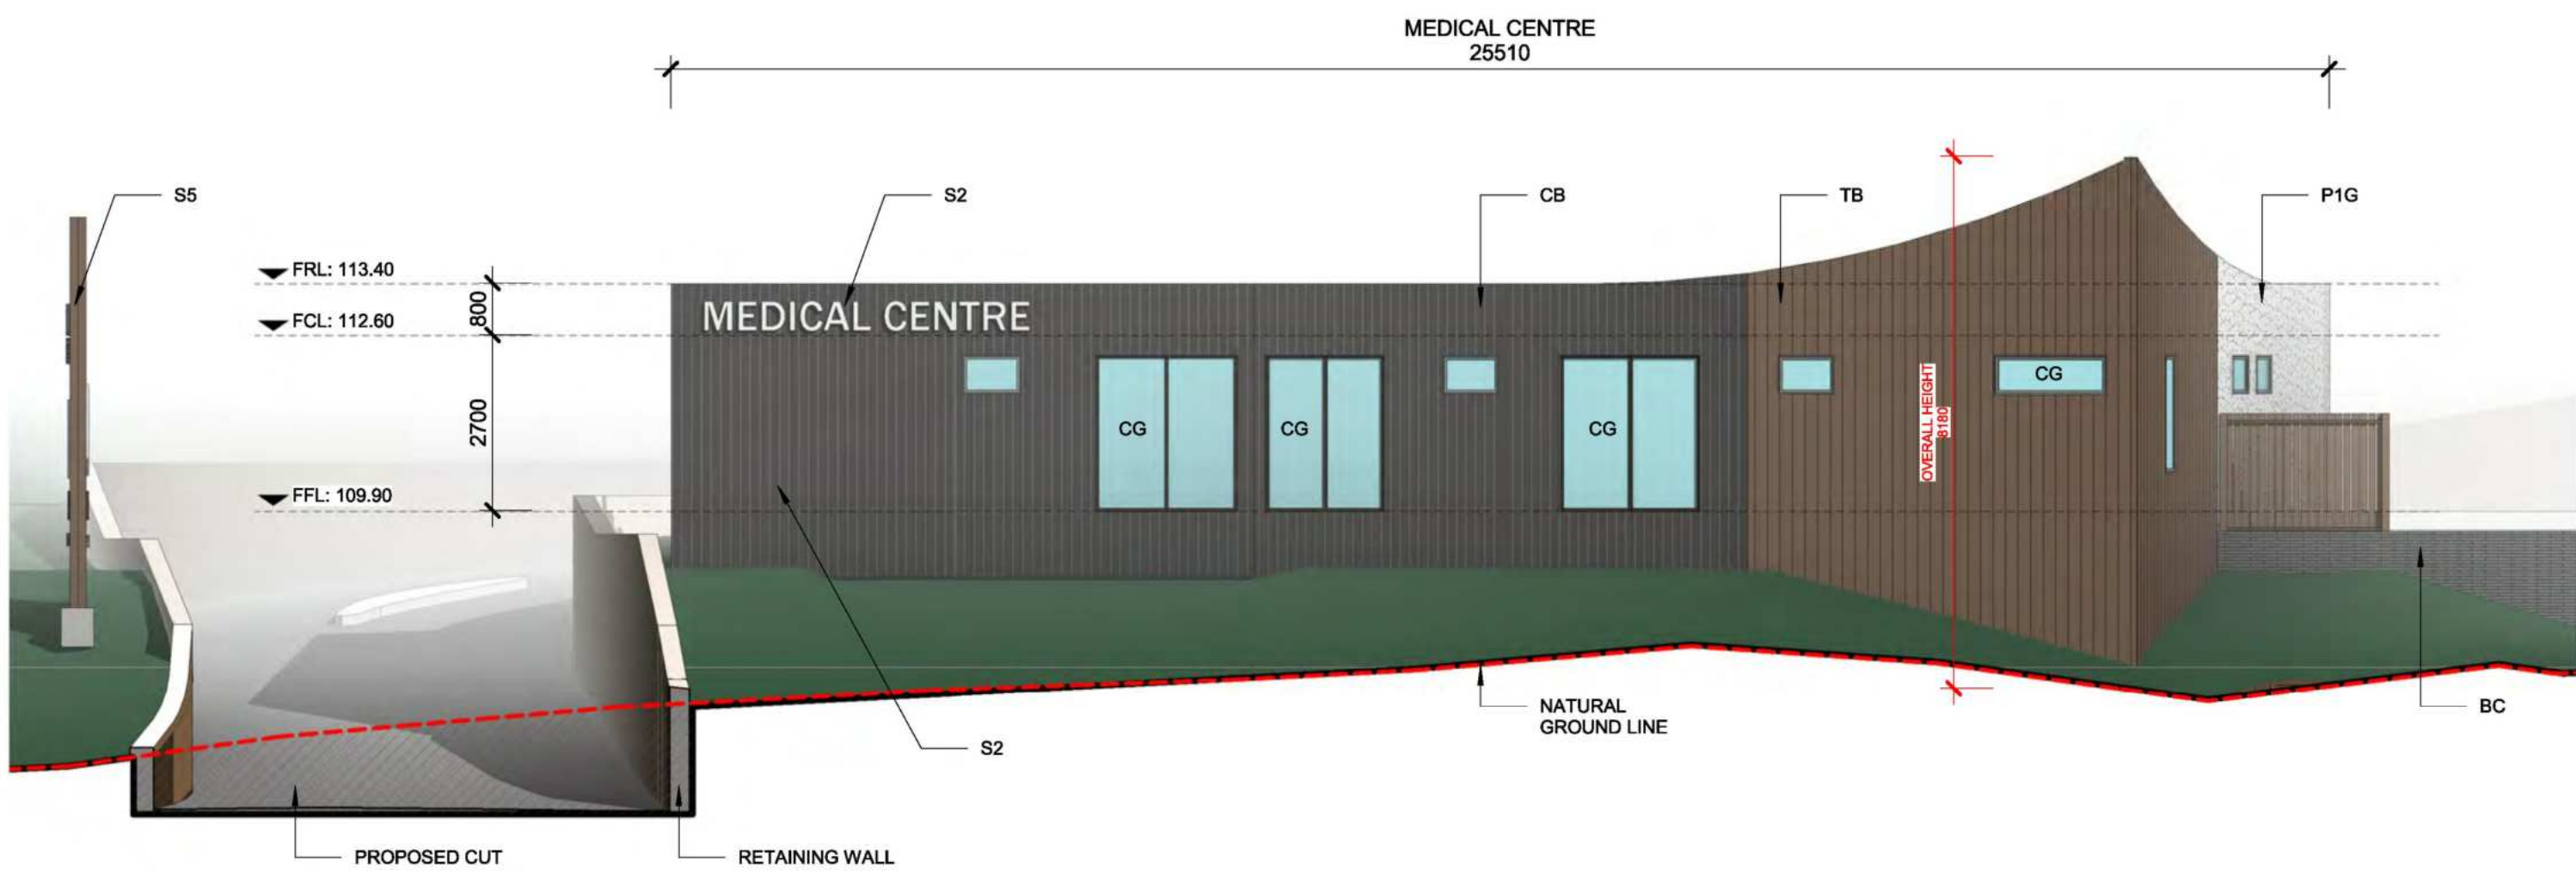 MEDICAL CENTRE
25510
S5
S2
CB
TB
P1G
FRL: 113.40
800
FCL: 112.60
MEDICAL CENTRE
2700
CG
CG
CG
CG
OVERALL HEIGHT
8180
FFL: 109.90
S2
NATURAL
GROUND LINE
BC
PROPOSED CUT
RETAINING WALL